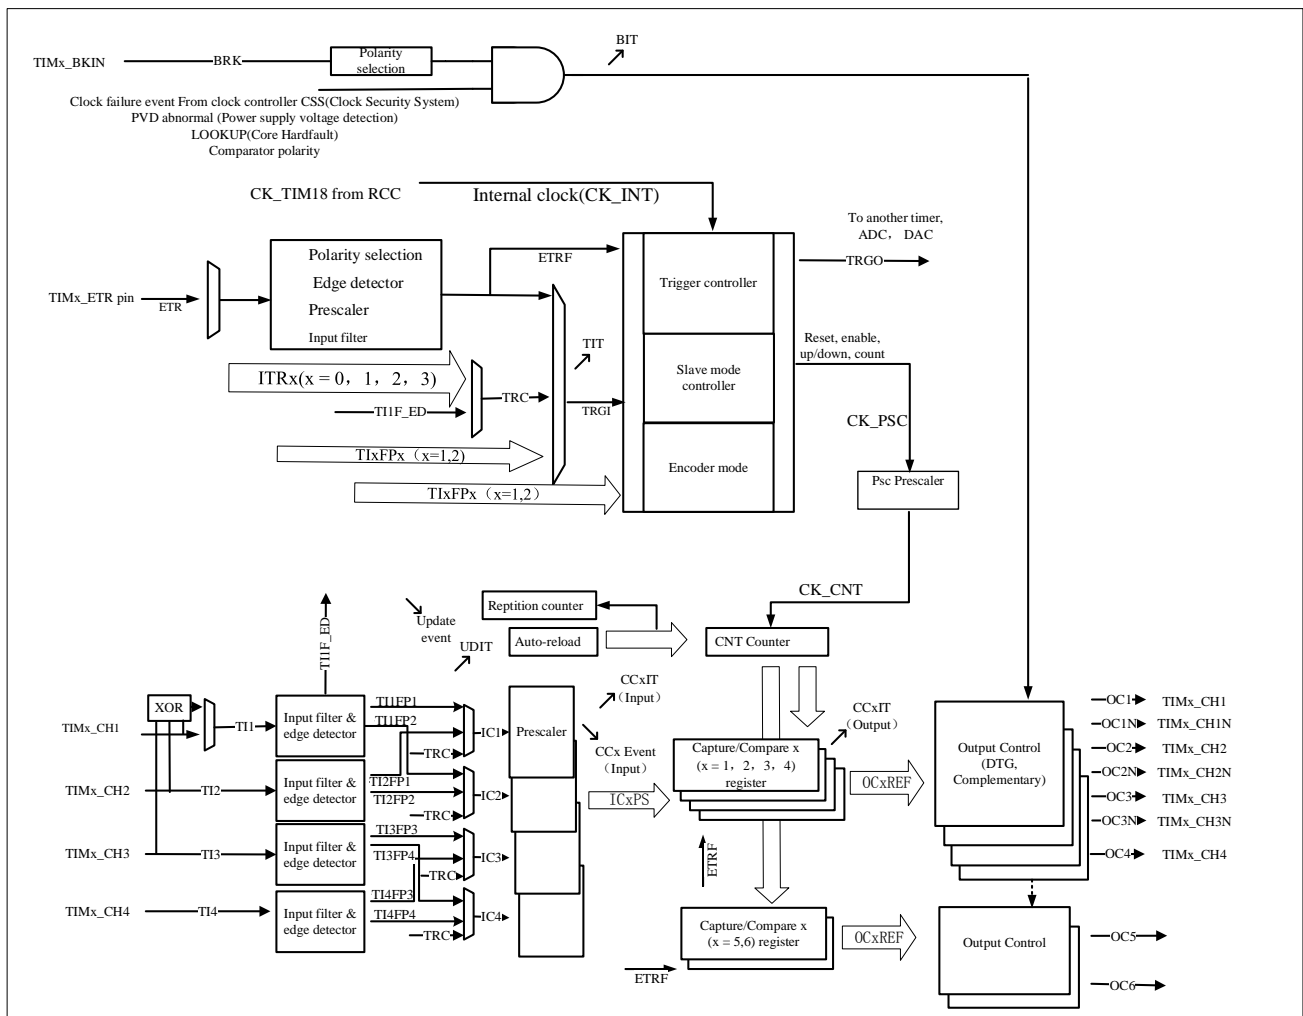 BIT
TIMx_BKIN
BRK
Polarity
selection
Clock failure event From clock controller CSS(Clock Security System)
PVD abnormal (Power supply voltage detection)
LOOKUP(Core Hardfault)
Comparator polarity
CK_TIM18 from RCC
Internal clock(CK_INT)
To another timer,
ADC， DAC
TRGO
TIMx_ETR pin
ETR
Polarity selection
Edge detector
Prescaler
Input filter
ETRF
Trigger controller
Slave mode
controller
Encoder mode
Reset, enable,
up/down, count
TIT
ITRx(x = 0， 1， 2， 3)
TI1F_ED
TRC
TRGI
TIxFPx（x=1,2)
TIxFPx（x=1,2）
CK_PSC
Psc Prescaler
CK_CNT
TI1F_ED
Update
event
UDIT
Reptition counter
Auto-reload
CNT Counter
CCxIT
（Input)
CCx Event
(Input)
CCxIT
（Output)
TIMx_CH1
XOR
TI1
Input filter &
edge detector
TI1FP1
TI1FP2
TRC
IC1
Prescaler
TIMx_CH2
TI2
Input filter &
edge detector
TI2FP1
TI2FP2
TRC
IC2
TIMx_CH3
TI3
Input filter &
edge detector
TI3FP3
TI3FP4
TRC
IC3
TIMx_CH4
TI4
Input filter &
edge detector
TI4FP3
TI4FP4
TRC
IC4
ICxPS
Capture/Compare x
(x = 1， 2， 3， 4)
register
OCxREF
Output Control
(DTG,
Complementary)
OC1
TIMx_CH1
OC1N
TIMx_CH1N
OC2
TIMx_CH2
OC2N
TIMx_CH2N
OC3
TIMx_CH3
OC3N
TIMx_CH3N
OC4
TIMx_CH4
ETRF
ETRF
Capture/Compare x
(x = 5,6) register
OCxREF
Output Control
OC5
OC6